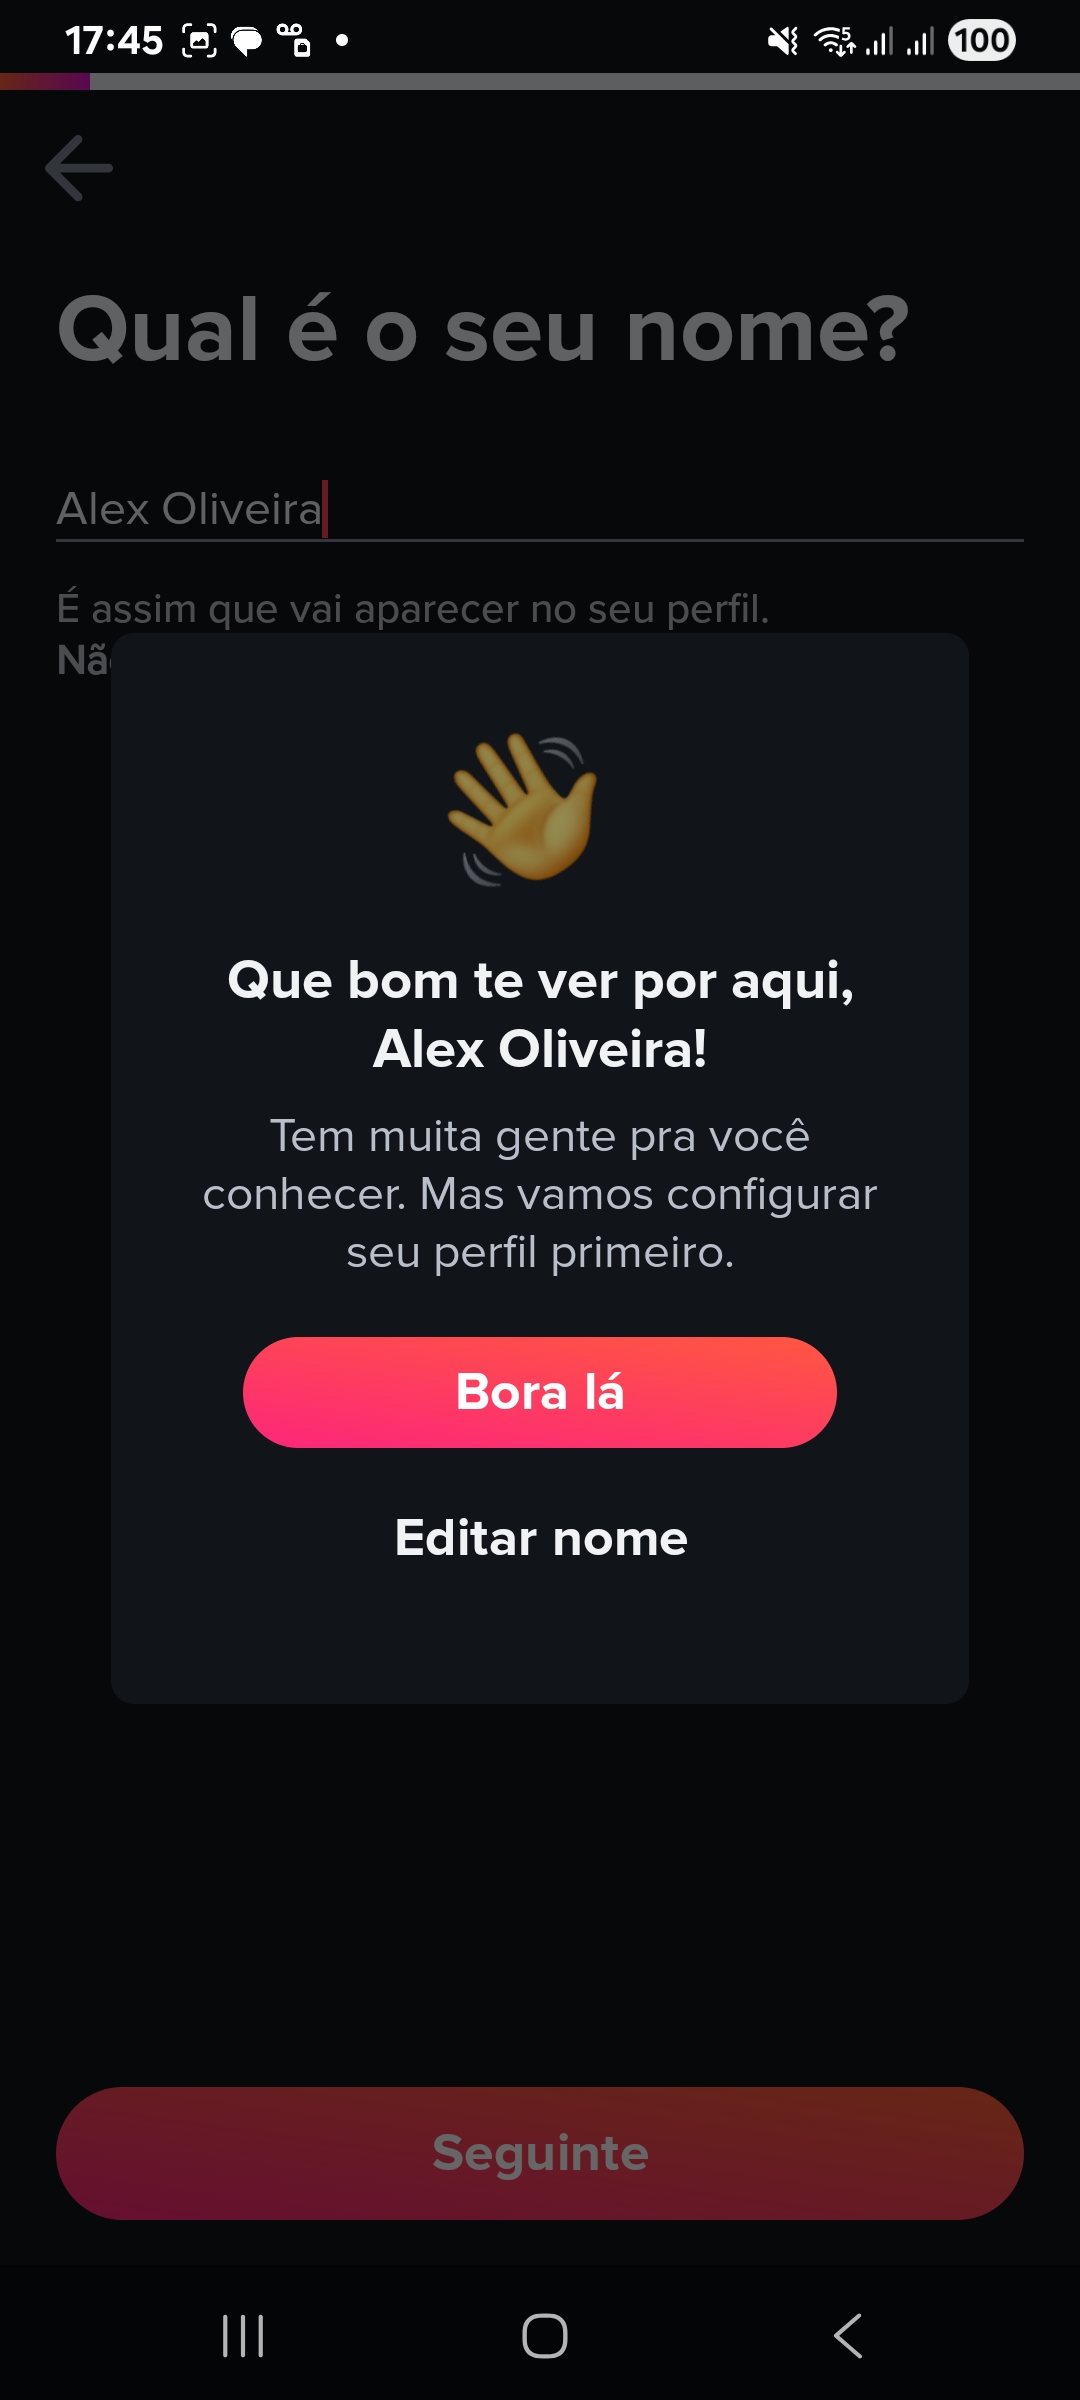 17:45
5
100
Qual é o seu nome?
Alex Oliveira
É assim que vai aparecer no seu perfil.
Que bom te ver por aqui,
Alex Oliveira!
Tem muita gente pra você
conhecer. Mas vamos configurar
seu perfil primeiro.
Bora lá
Editar nome
Seguinte